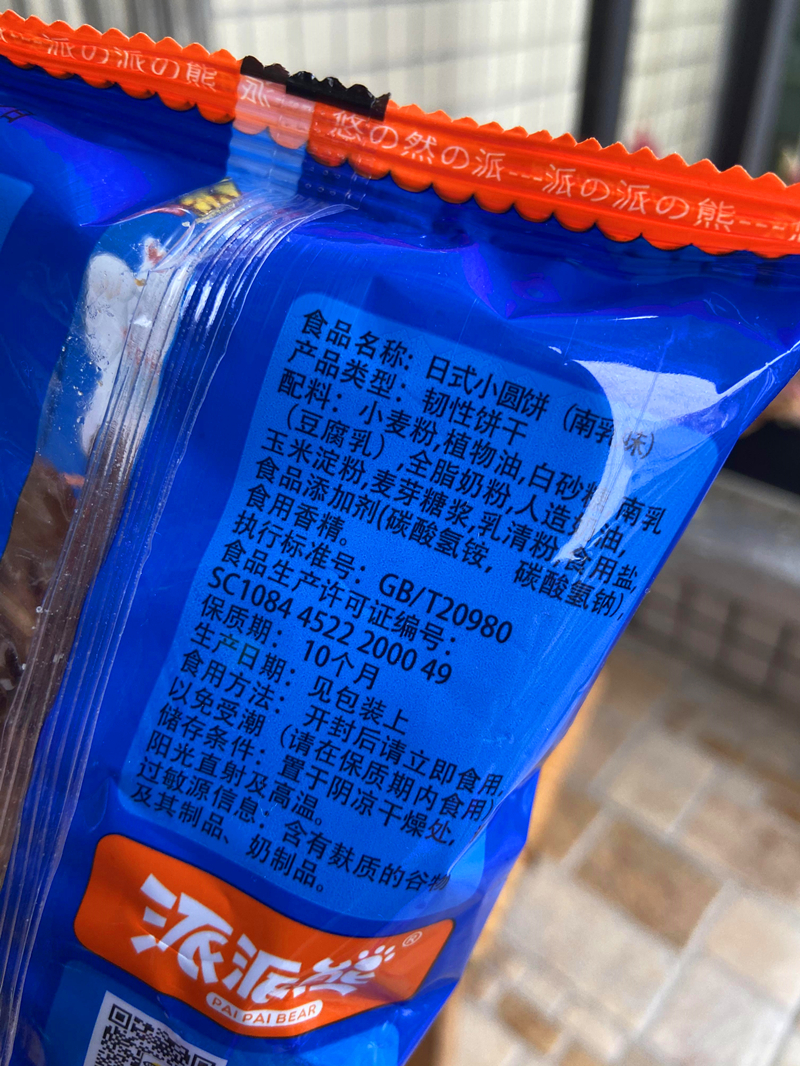 派の派の熊
悠の然の派---派の派の熊----
食品名称：日式小圆饼（南乳味）
产品类型：韧性饼干
配料：小麦粉,植物油,白砂糖,南乳
（豆腐乳）,全脂奶粉,人造奶油,
玉米淀粉,麦芽糖浆,乳清粉,食用盐,
食品添加剂(碳酸氢铵，碳酸氢钠),
食用香精。
执行标准号：GB/T20980
食品生产许可证编号：
SC1084 4522 2000 49
保质期：10个月
生产日期：见包装上
食用方法：开封后请立即食用,
以免受潮（请在保质期内食用）
储存条件：置于阴凉干燥处,
阳光直射及高温。
过敏源信息：含有麸质的谷物
及其制品、奶制品。
派派熊®
PAI PAI BEAR